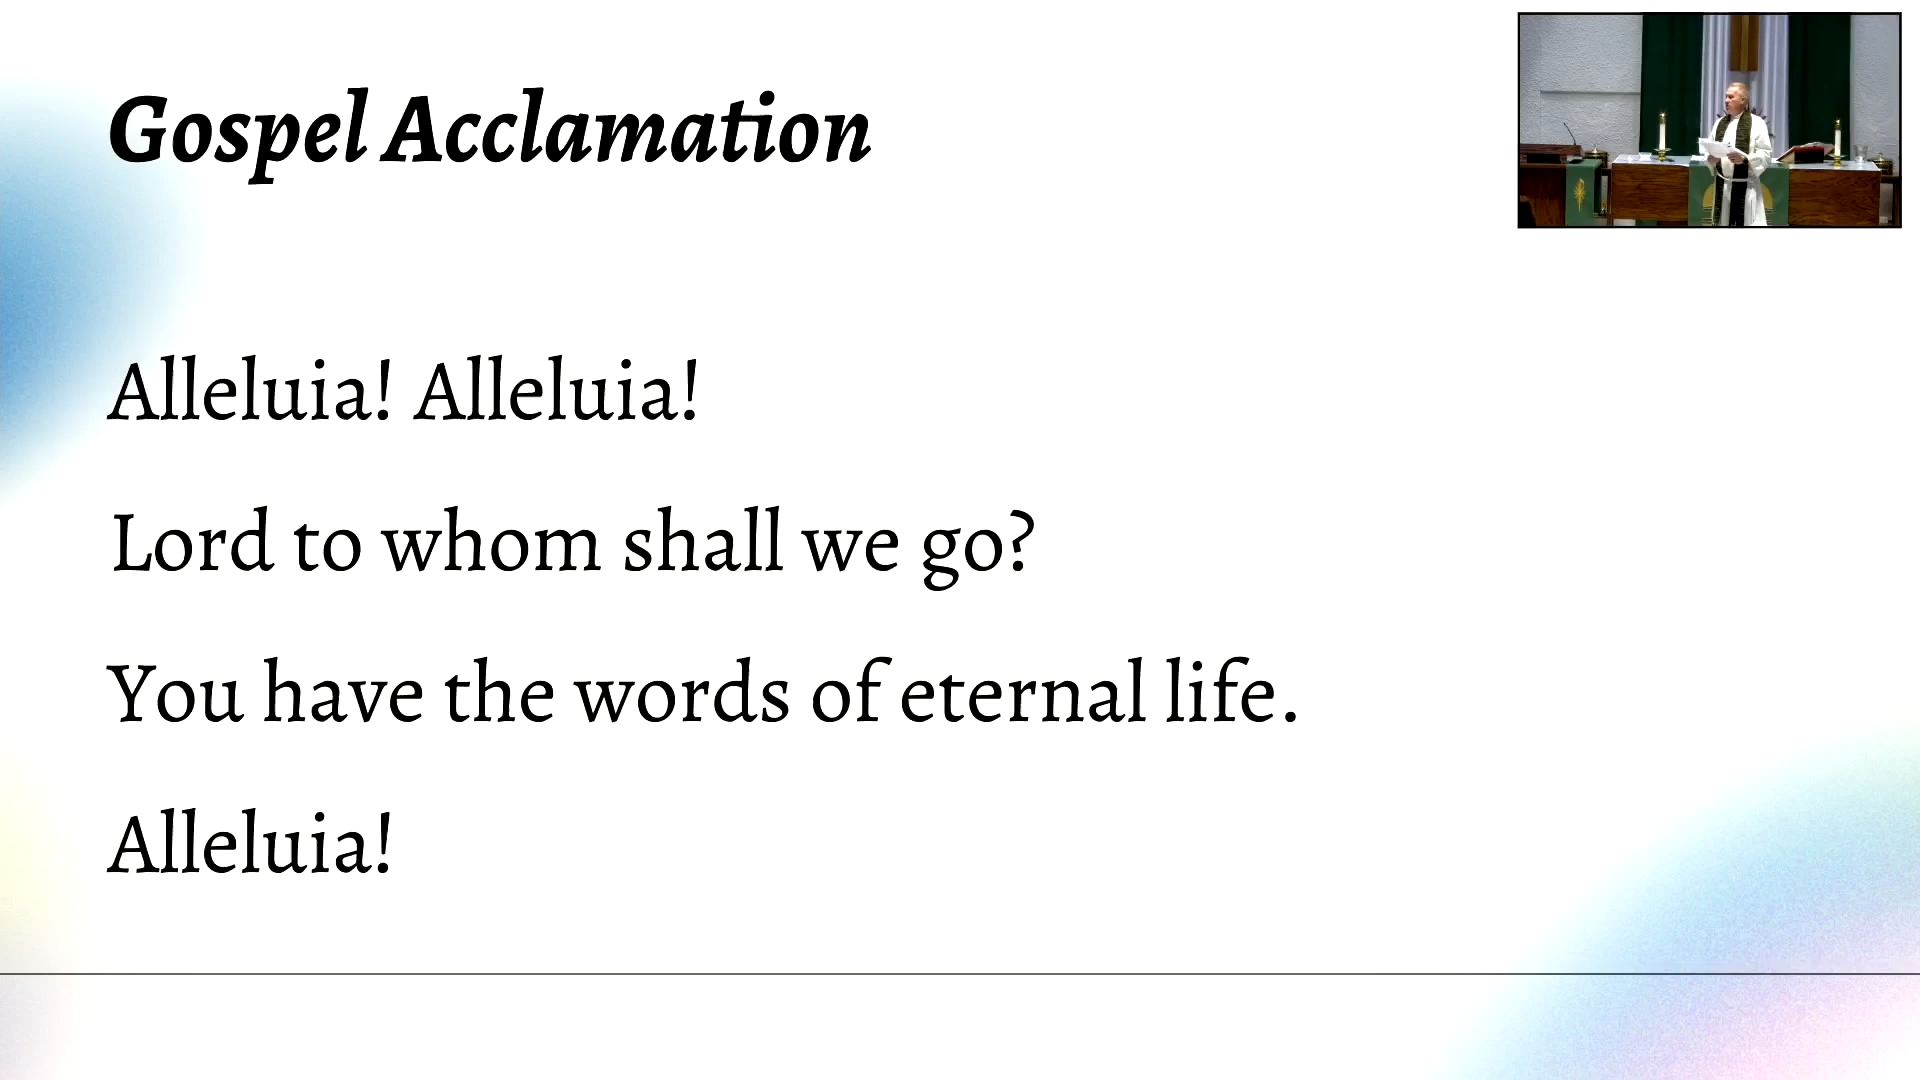 Gospel Acclamation
Alleluia! Alleluia!
Lord to whom shall we go?
You have the words of eternal life.
Alleluia!